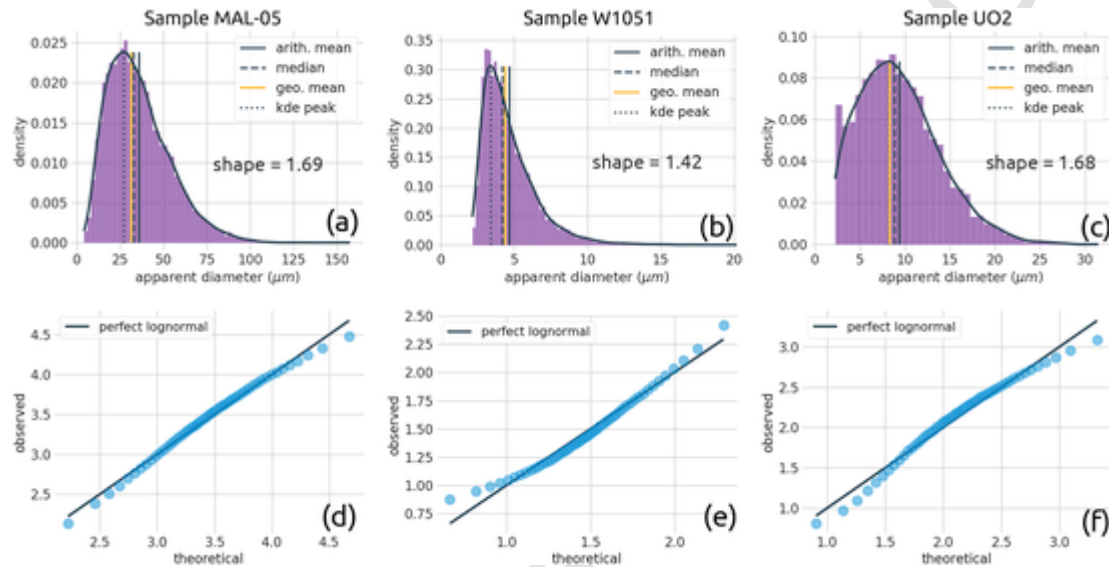 Sample MAL-05
0.025
0.020
0.015
0.010
0.005
0.000
density
arith. mean
median
geo. mean
kde peak
shape = 1.69
(a)
0 25 50 75 100 125 150
apparent diameter (μm)
Sample W1051
0.35
0.30
0.25
0.20
0.15
0.10
0.05
0.00
density
arith. mean
median
geo. mean
kde peak
shape = 1.42
(b)
0 5 10 15 20
apparent diameter (μm)
Sample UO2
0.10
0.08
0.06
0.04
0.02
0.00
density
arith. mean
median
geo. mean
kde peak
shape = 1.68
(c)
0 5 10 15 20 25 30
apparent diameter (μm)
4.5
4.0
3.5
3.0
2.5
observed
perfect lognormal
(d)
2.5 3.0 3.5 4.0 4.5
theoretical
2.50
2.25
2.00
1.75
1.50
1.25
1.00
0.75
observed
perfect lognormal
(e)
1.0 1.5 2.0
theoretical
3.0
2.5
2.0
1.5
1.0
observed
perfect lognormal
(f)
1.0 1.5 2.0 2.5 3.0
theoretical